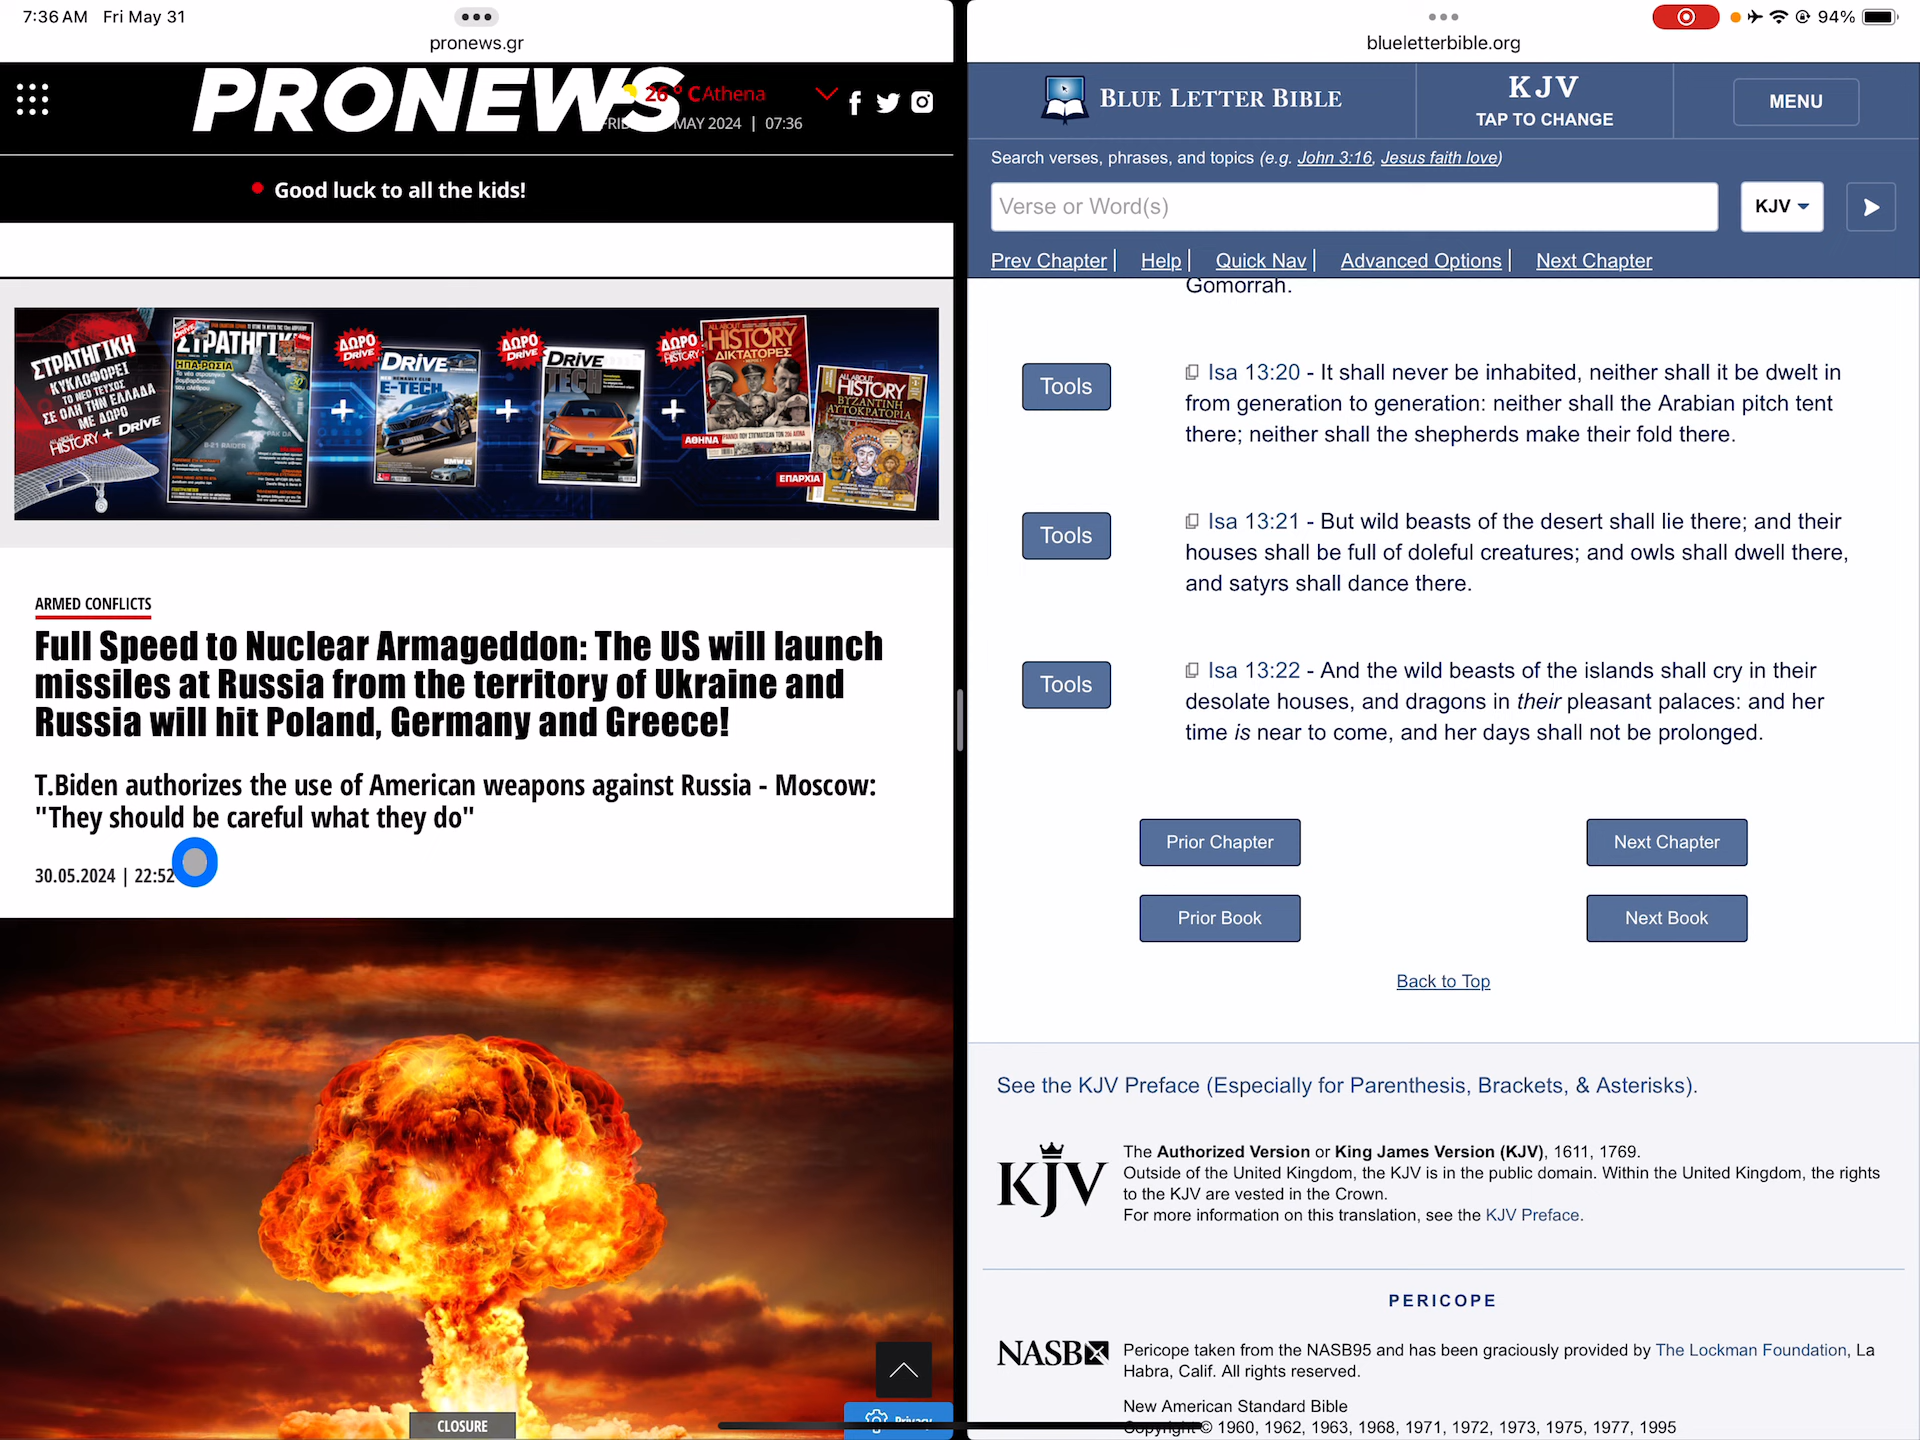 7:36 AM Fri May 31
pronews.gr
PRONEWS
26 ° C Athena
MAY 2024 | 07:36
Good luck to all the kids!
ΣΤΡΑΤΗΓΙΚΗ
ΚΥΚΛΟΦΟΡΕΙ
ΤΟ ΝΕΟ ΤΕΥΧΟΣ
ΣΕ ΟΛΗ ΤΗΝ ΕΛΛΑΔΑ
ΜΕ ΔΩΡΟ
HISTORY + DRIVE
ΗΠΑ-ΡΩΣΙΑ
ΔΩΡΟ
DRIVE
+
DRIVE
E-TECH
ΔΩΡΟ
DRIVE
+
DRIVE
TECH
ΔΩΡΟ
HISTORY
+
ALL ABOUT
HISTORY
ΔΙΚΤΑΤΟΡΕΣ
ΑΘΗΝΑ
ALL ABOUT
HISTORY
ΒΥΖΑΝΤΙΝΗ
ΑΥΤΟΚΡΑΤΟΡΙΑ
ΕΠΑΡΧΙΑ
ARMED CONFLICTS
Full Speed to Nuclear Armageddon: The US will launch
missiles at Russia from the territory of Ukraine and
Russia will hit Poland, Germany and Greece!
T.Biden authorizes the use of American weapons against Russia - Moscow:
"They should be careful what they do"
30.05.2024 | 22:52
CLOSURE
Privacy
94%
blueletterbible.org
BLUE LETTER BIBLE
KJV
TAP TO CHANGE
MENU
Search verses, phrases, and topics (e.g. John 3:16, Jesus faith love)
Verse or Word(s)
KJV
Prev Chapter | Help | Quick Nav | Advanced Options | Next Chapter
Gomorrah.
Tools
Isa 13:20 - It shall never be inhabited, neither shall it be dwelt in
from generation to generation: neither shall the Arabian pitch tent
there; neither shall the shepherds make their fold there.
Tools
Isa 13:21 - But wild beasts of the desert shall lie there; and their
houses shall be full of doleful creatures; and owls shall dwell there,
and satyrs shall dance there.
Tools
Isa 13:22 - And the wild beasts of the islands shall cry in their
desolate houses, and dragons in their pleasant palaces: and her
time is near to come, and her days shall not be prolonged.
Prior Chapter
Next Chapter
Prior Book
Next Book
Back to Top
See the KJV Preface (Especially for Parenthesis, Brackets, & Asterisks).
KJV
The Authorized Version or King James Version (KJV), 1611, 1769.
Outside of the United Kingdom, the KJV is in the public domain. Within the United Kingdom, the rights
to the KJV are vested in the Crown.
For more information on this translation, see the KJV Preface.
PERICOPE
NASB
Pericope taken from the NASB95 and has been graciously provided by The Lockman Foundation, La
Habra, Calif. All rights reserved.
New American Standard Bible
Copyright © 1960, 1962, 1963, 1968, 1971, 1972, 1973, 1975, 1977, 1995